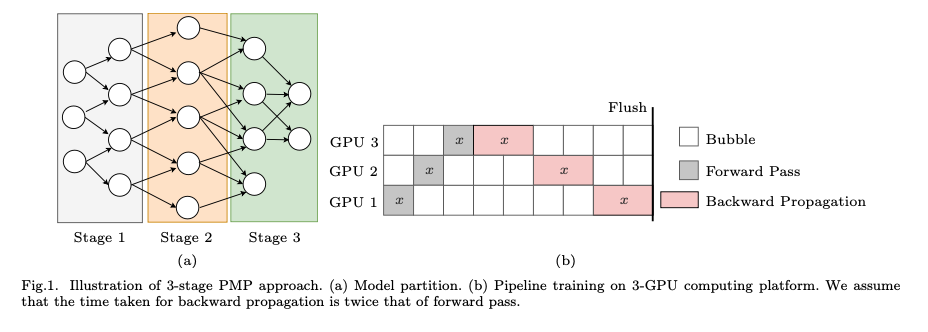 Flush
GPU 3 x x
GPU 2 x x
GPU 1 x x
Bubble
Forward Pass
Backward Propagation
Stage 1 Stage 2 Stage 3
(a) (b)
Fig.1. Illustration of 3-stage PMP approach. (a) Model partition. (b) Pipeline training on 3-GPU computing platform. We assume
that the time taken for backward propagation is twice that of forward pass.